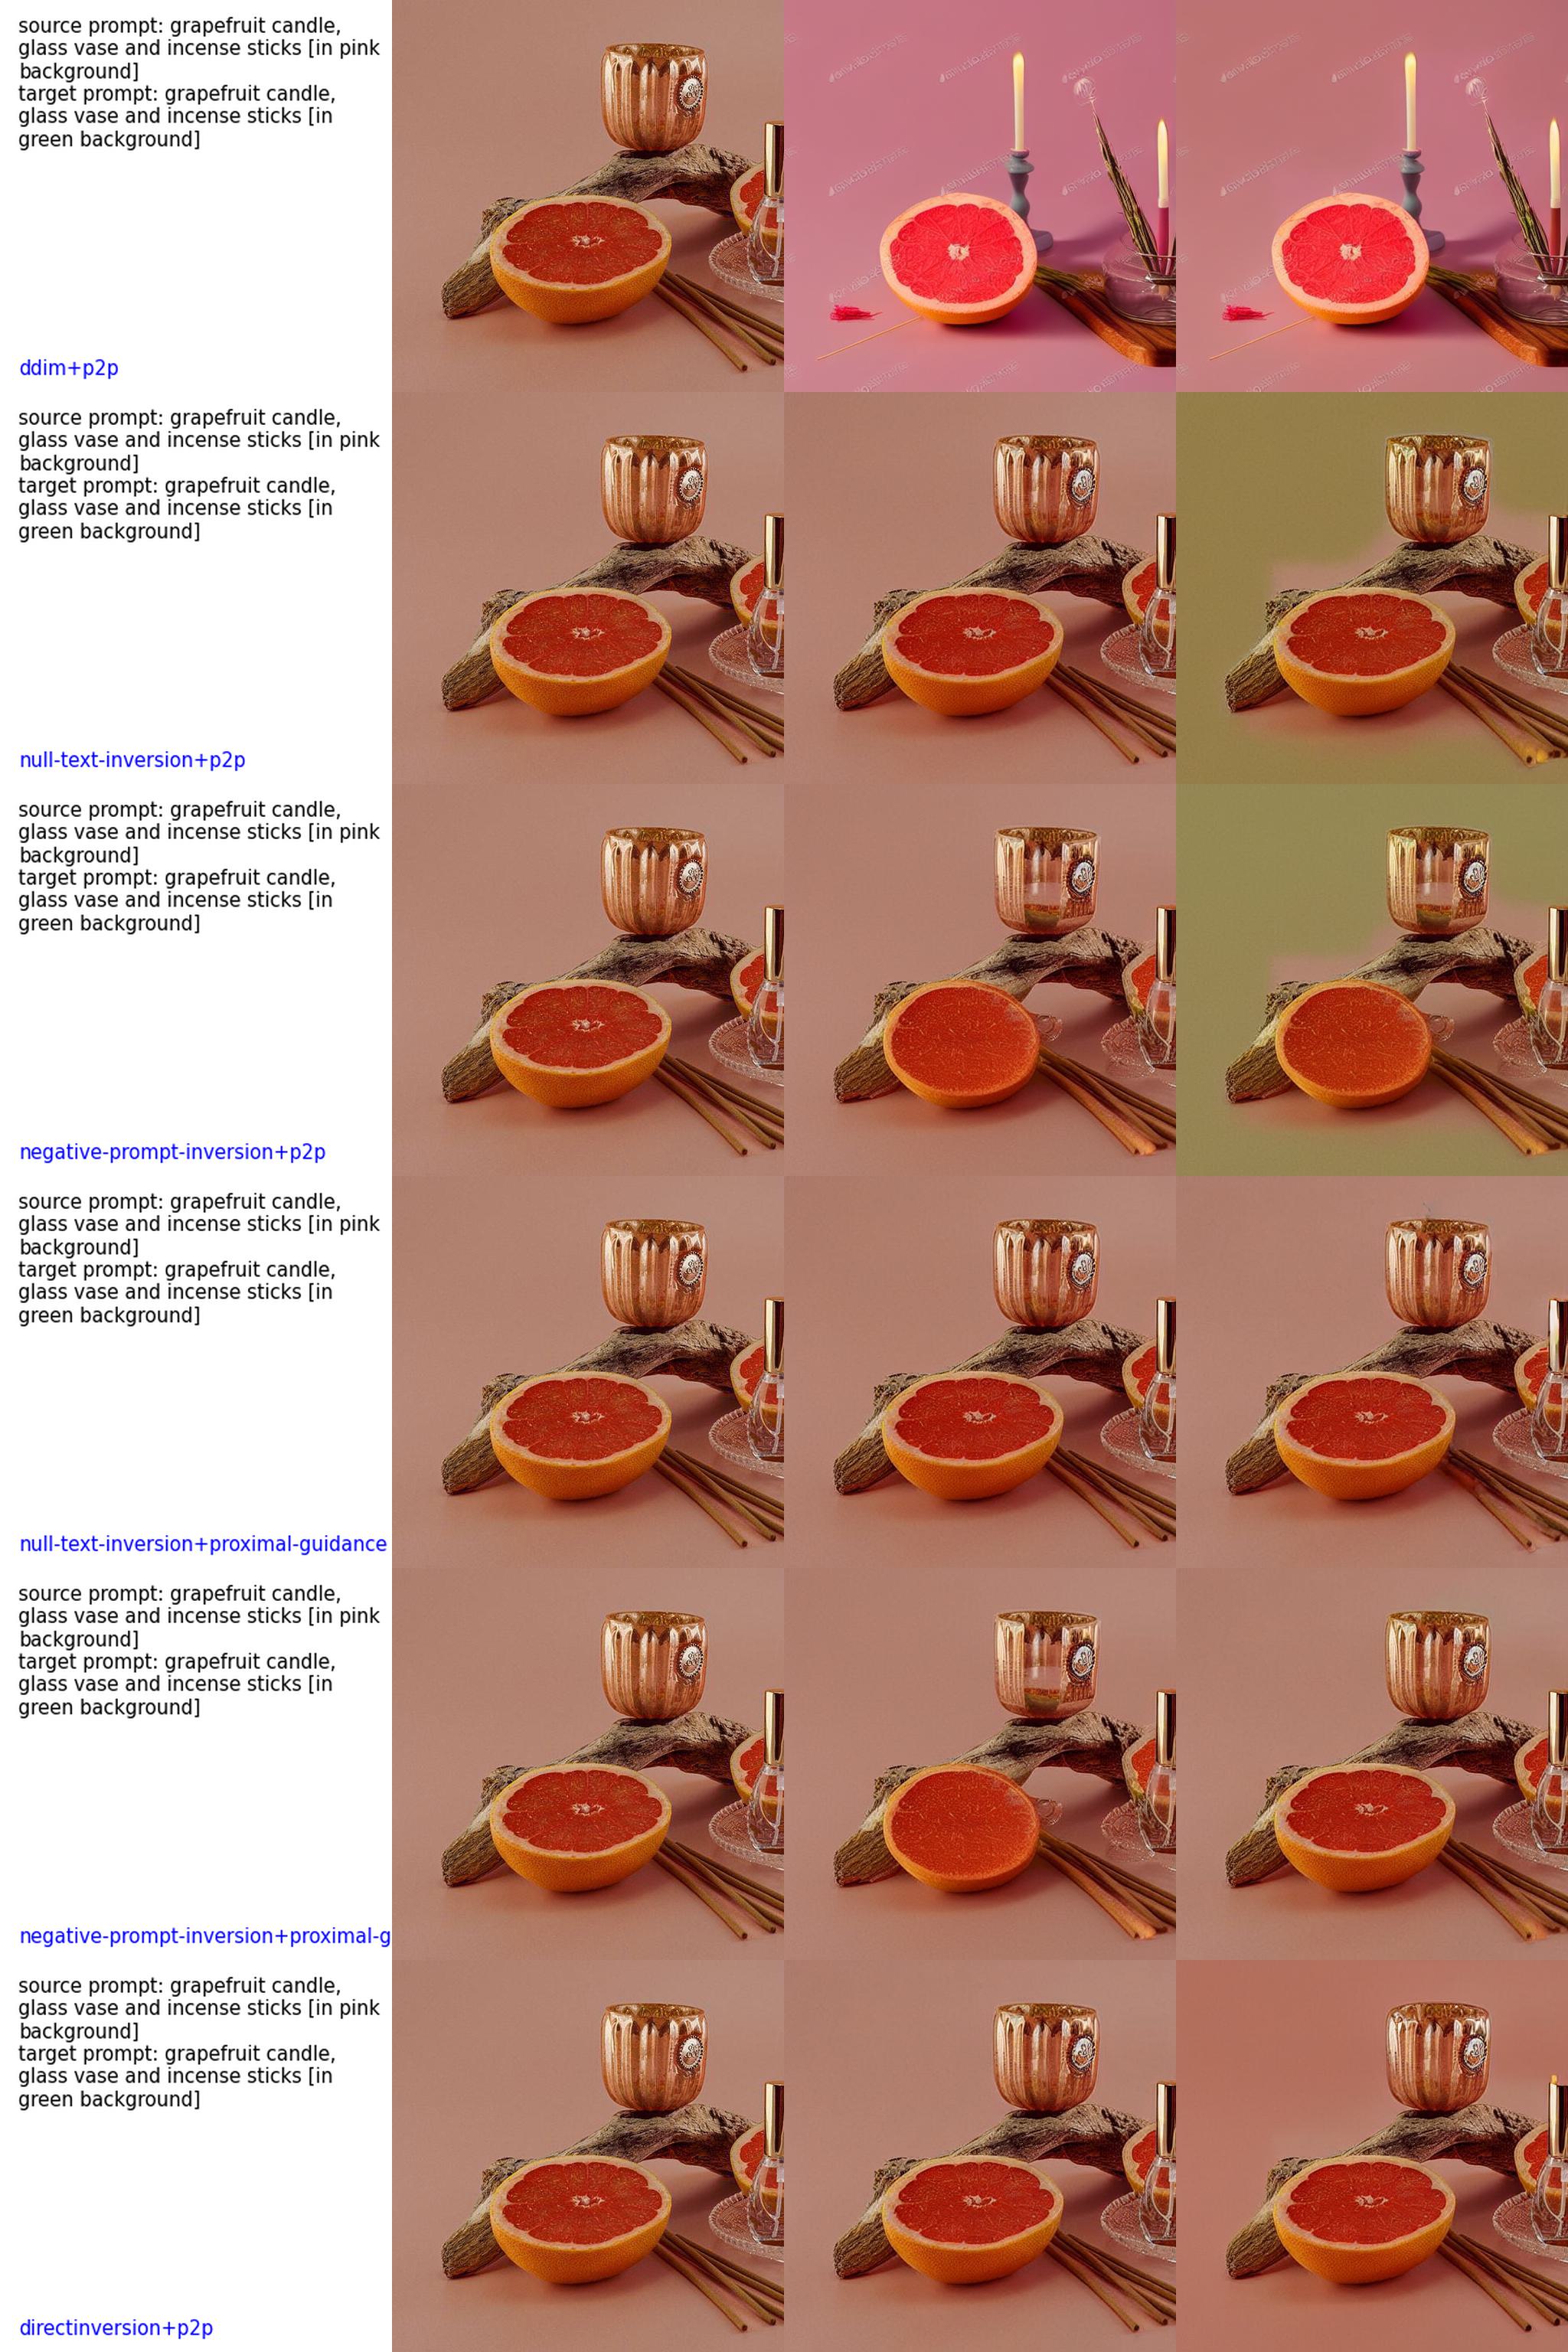 source prompt: grapefruit candle,
glass vase and incense sticks [in pink
background]
target prompt: grapefruit candle,
glass vase and incense sticks [in
green background]
ddim+p2p
source prompt: grapefruit candle,
glass vase and incense sticks [in pink
background]
target prompt: grapefruit candle,
glass vase and incense sticks [in
green background]
null-text-inversion+p2p
source prompt: grapefruit candle,
glass vase and incense sticks [in pink
background]
target prompt: grapefruit candle,
glass vase and incense sticks [in
green background]
negative-prompt-inversion+p2p
source prompt: grapefruit candle,
glass vase and incense sticks [in pink
background]
target prompt: grapefruit candle,
glass vase and incense sticks [in
green background]
null-text-inversion+proximal-guidance
source prompt: grapefruit candle,
glass vase and incense sticks [in pink
background]
target prompt: grapefruit candle,
glass vase and incense sticks [in
green background]
negative-prompt-inversion+proximal-g
source prompt: grapefruit candle,
glass vase and incense sticks [in pink
background]
target prompt: grapefruit candle,
glass vase and incense sticks [in
green background]
directinversion+p2p